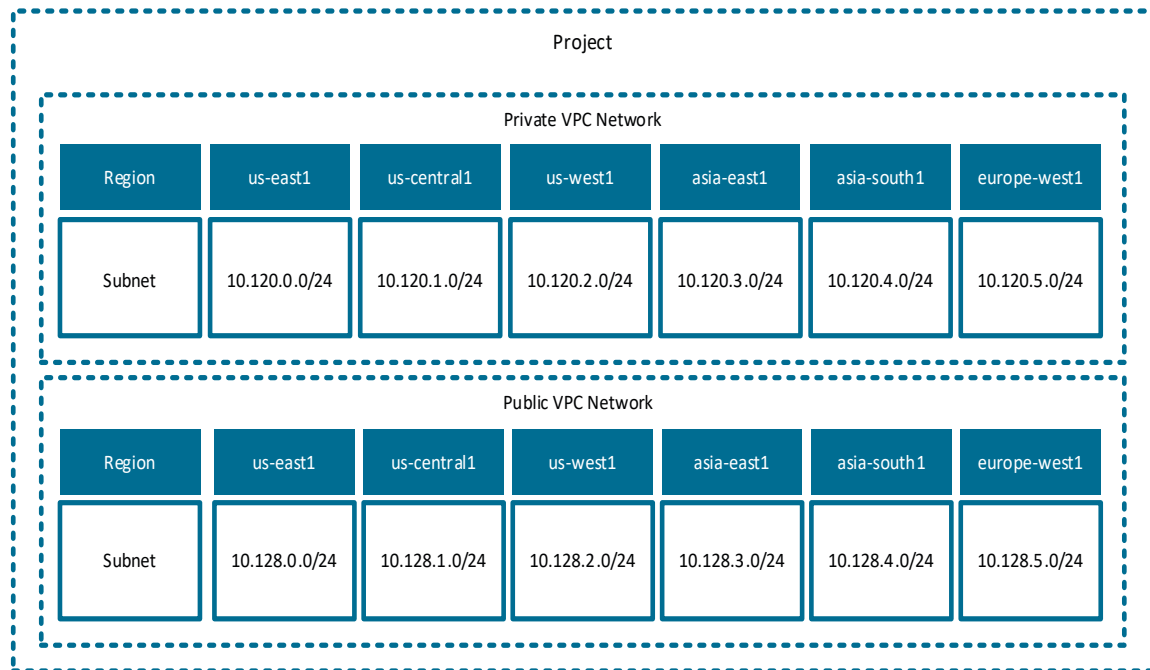 Project
Private VPC Network
Region us-east1 us-central1 us-west1 asia-east1 asia-south1 europe-west1
Subnet 10.120.0.0/24 10.120.1.0/24 10.120.2.0/24 10.120.3.0/24 10.120.4.0/24 10.120.5.0/24
Public VPC Network
Region us-east1 us-central1 us-west1 asia-east1 asia-south1 europe-west1
Subnet 10.128.0.0/24 10.128.1.0/24 10.128.2.0/24 10.128.3.0/24 10.128.4.0/24 10.128.5.0/24